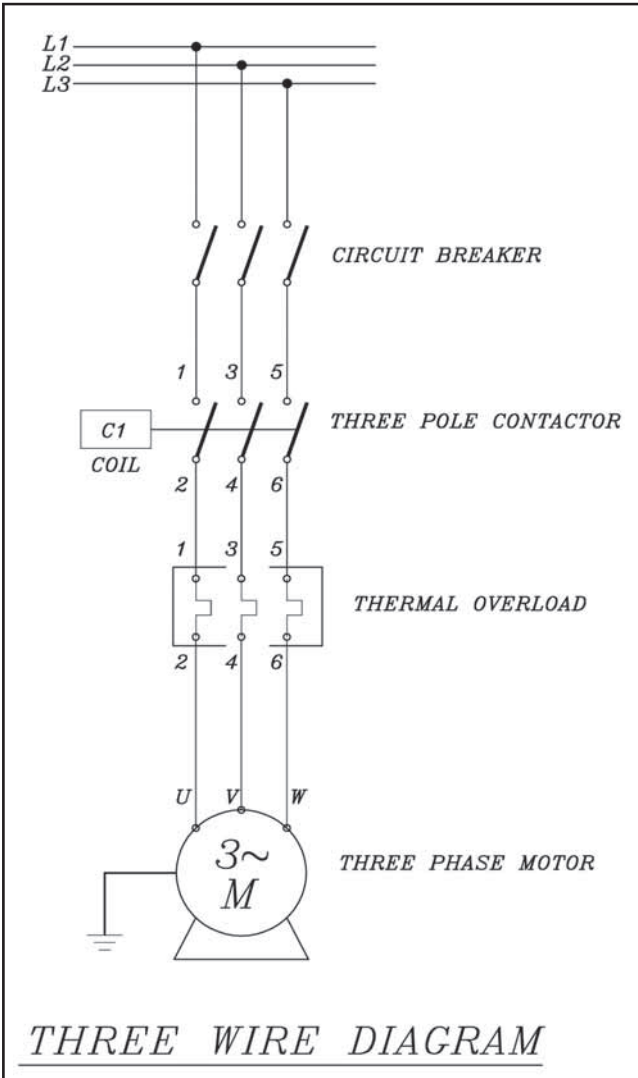 L1
L2
L3
CIRCUIT BREAKER
1 3 5
C1
THREE POLE CONTACTOR
COIL
2 4 6
1 3 5
THERMAL OVERLOAD
2 4 6
U V W
3~
M
THREE PHASE MOTOR
THREE WIRE DIAGRAM